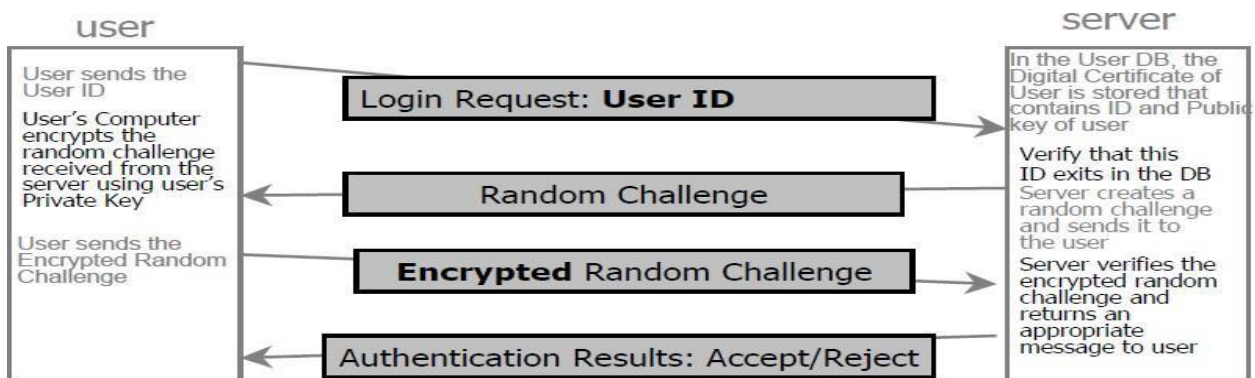 user
User sends the
User ID
User's Computer
encrypts the
random challenge
received from the
server using user's
Private Key
User sends the
Encrypted Random
Challenge
Login Request: User ID
Random Challenge
Encrypted Random Challenge
Authentication Results: Accept/Reject
server
In the User DB, the
Digital Certificate of
User is stored that
contains ID and Public
key of user
Verify that this
ID exits in the DB
Server creates a
random challenge
and sends it to
the user
Server verifies the
encrypted random
challenge and
returns an
appropriate
message to user